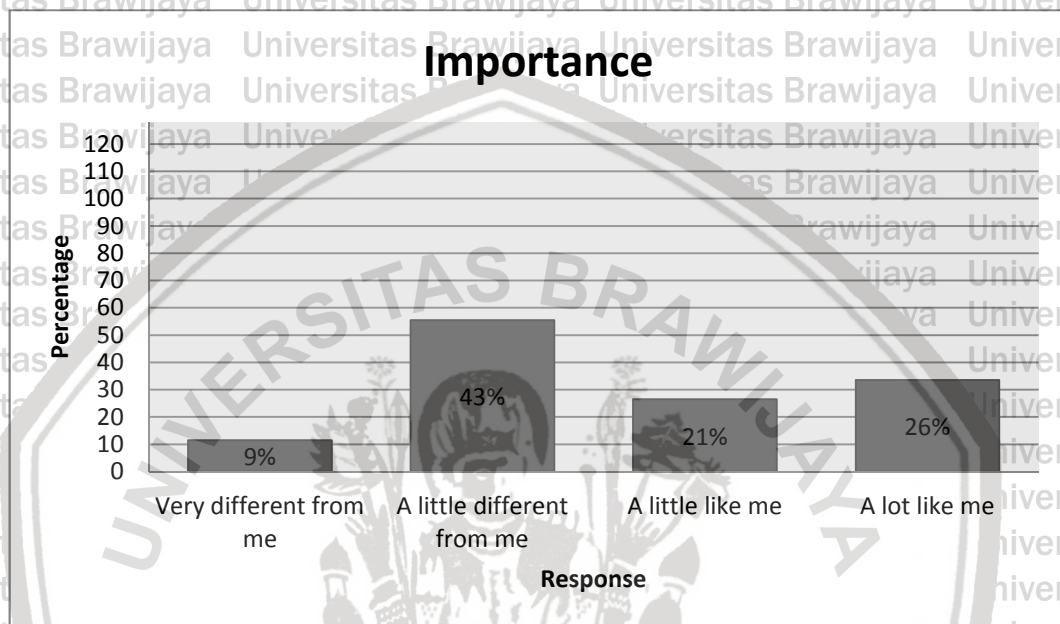 Importance
120
110
100
90
80
70
60
50
40
30
20
10
0
Percentage
9%
43%
21%
26%
Very different from me
A little different from me
A little like me
A lot like me
Response
UNIVERSITAS BRAWIJAYA
Universitas Brawijaya